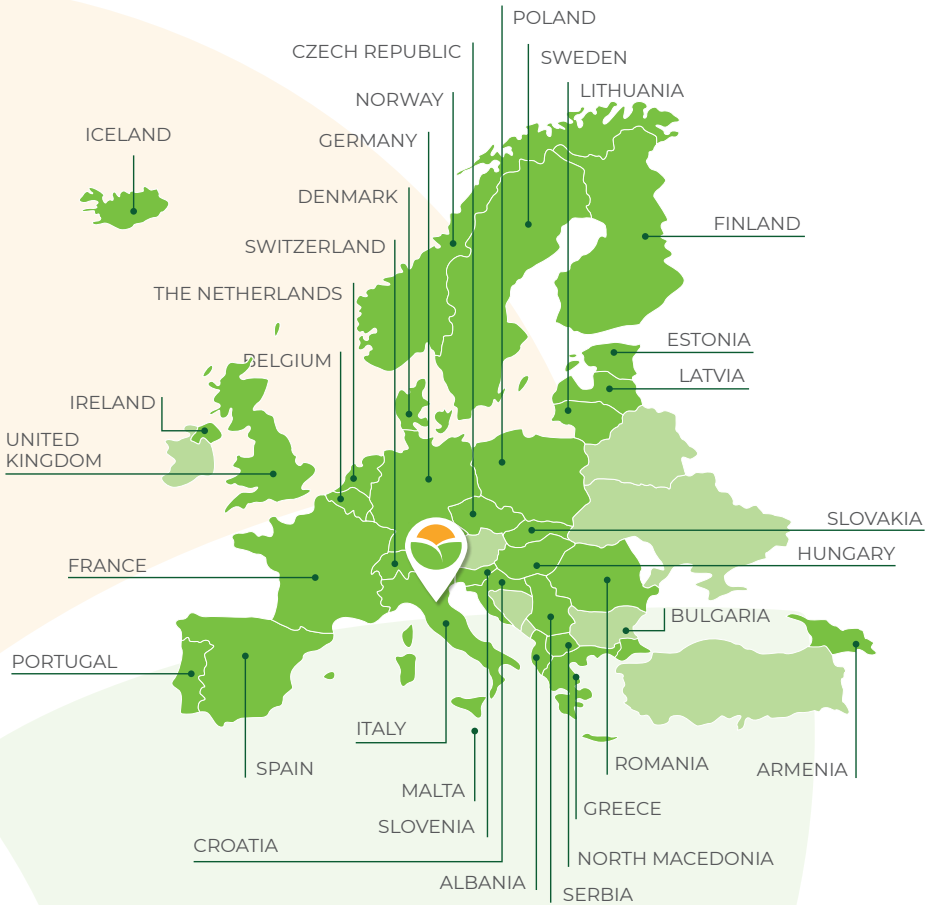 POLAND
CZECH REPUBLIC
SWEDEN
LITHUANIA
NORWAY
ICELAND
GERMANY
DENMARK
FINLAND
SWITZERLAND
THE NETHERLANDS
ESTONIA
BELGIUM
LATVIA
IRELAND
UNITED
KINGDOM
SLOVAKIA
HUNGARY
FRANCE
BULGARIA
PORTUGAL
ITALY
SPAIN
ROMANIA
ARMENIA
MALTA
GREECE
SLOVENIA
CROATIA
NORTH MACEDONIA
ALBANIA
SERBIA